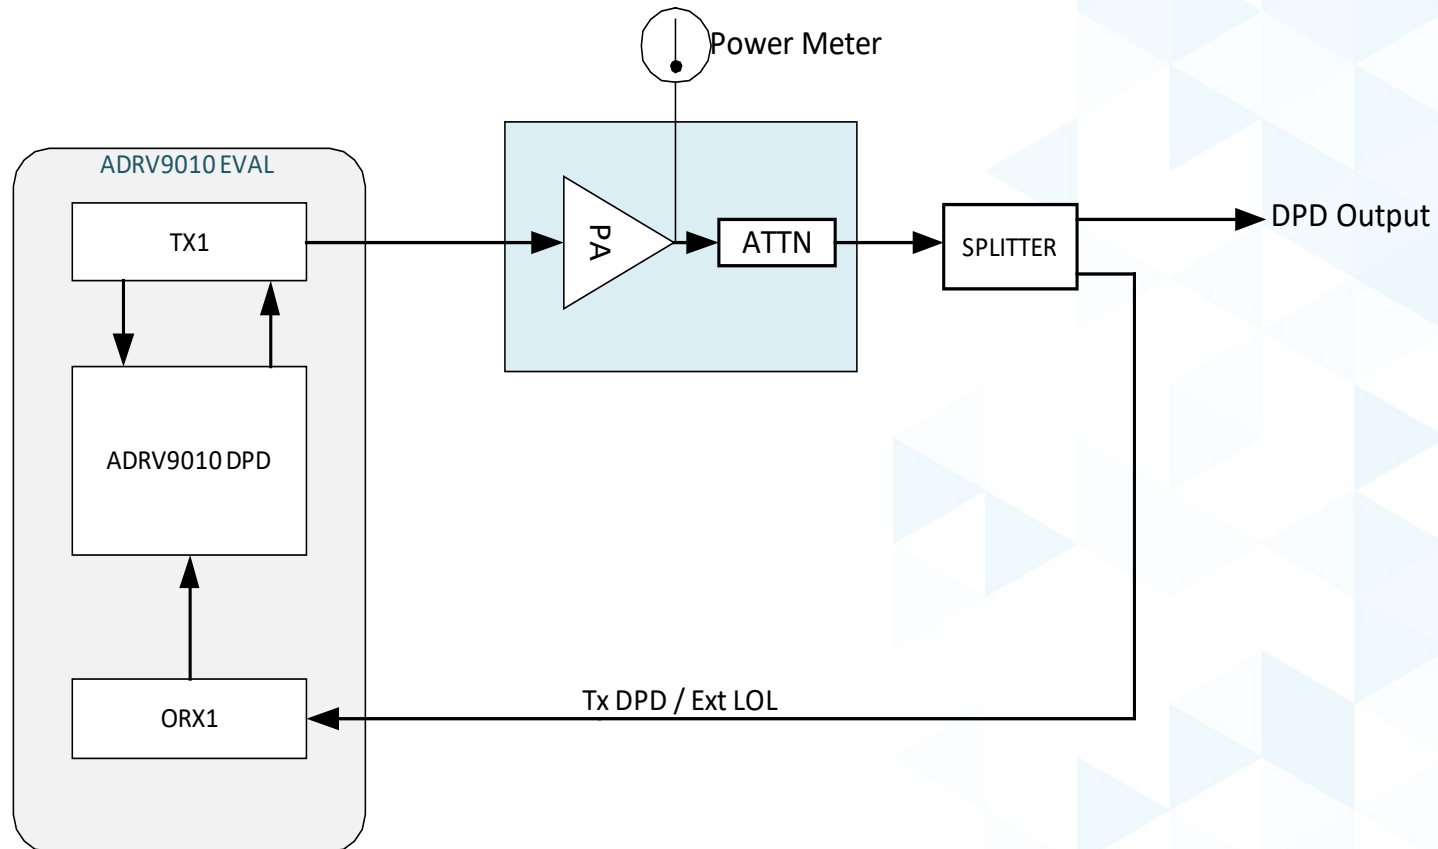 Power Meter
ADRV9010 EVAL
TX1
PA
ATTN
SPLITTER
DPD Output
ADRV9010 DPD
Tx DPD / Ext LOL
ORX1